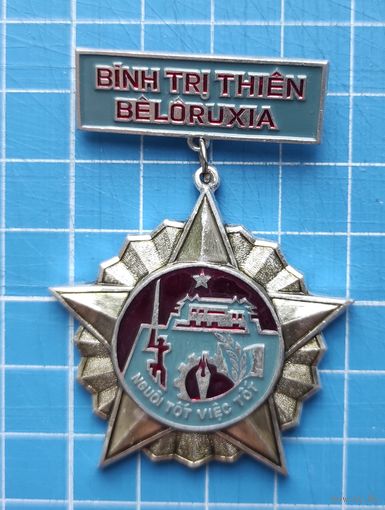 BÌNH TRỊ THIÊN
BÊLÔRUXIA
NGƯỜI TỐT VIỆC TỐT